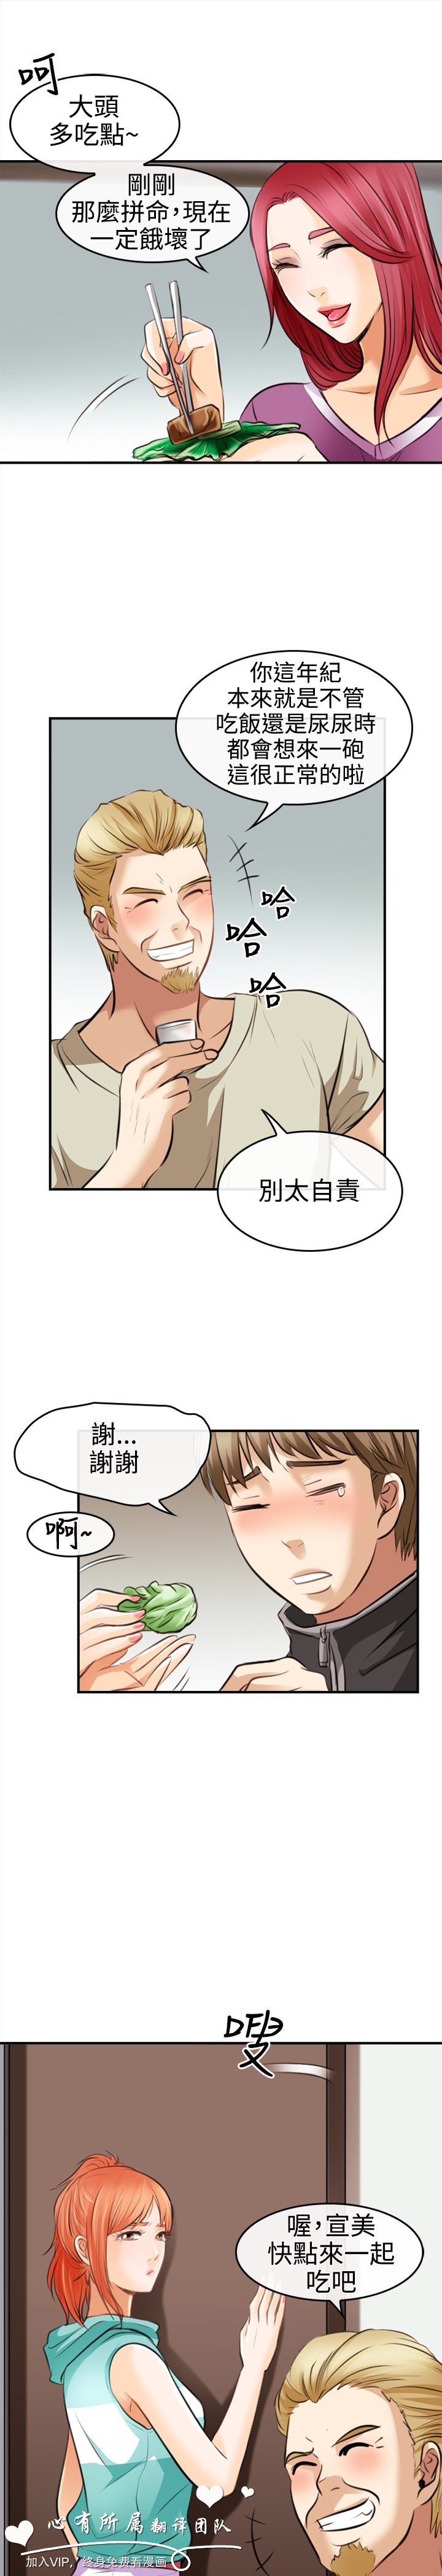 呵
大頭
多吃點~
剛剛
那麼拼命，現在
一定餓壞了
你這年紀
本來就是不管
吃飯還是尿尿時
都會想來一砲
這很正常的啦
哈
哈
哈
別太自責
謝…
謝謝
啊~
喔，宣美
快點來一起
吃吧
心有所属翻译团队
加入VIP，终身免费看漫画